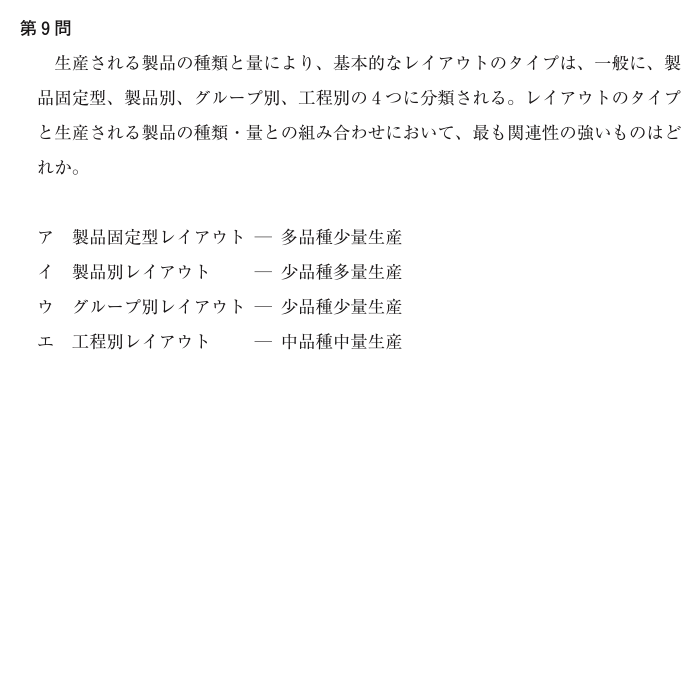 第9問
生産される製品の種類と量により、基本的なレイアウトのタイプは、一般に、製
品固定型、製品別、グループ別、工程別の4つに分類される。レイアウトのタイプ
と生産される製品の種類・量との組み合わせにおいて、最も関連性の強いものはど
れか。
ア 製品固定型レイアウト ― 多品種少量生産
イ 製品別レイアウト ― 少品種多量生産
ウ グループ別レイアウト ― 少品種少量生産
エ 工程別レイアウト ― 中品種中量生産